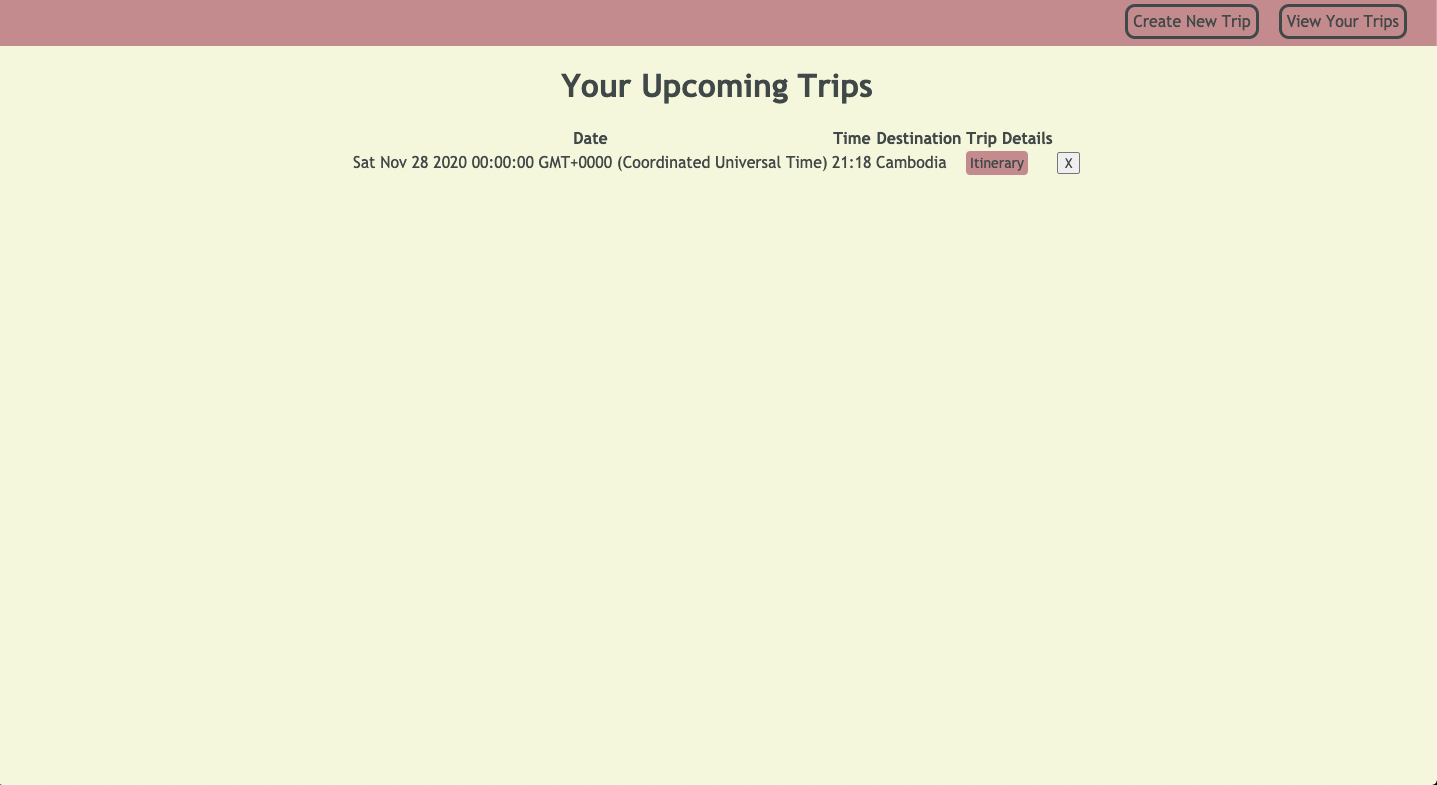 Create New Trip View Your Trips
Your Upcoming Trips
Date Time Destination Trip Details
Sat Nov 28 2020 00:00:00 GMT+0000 (Coordinated Universal Time) 21:18 Cambodia Itinerary X